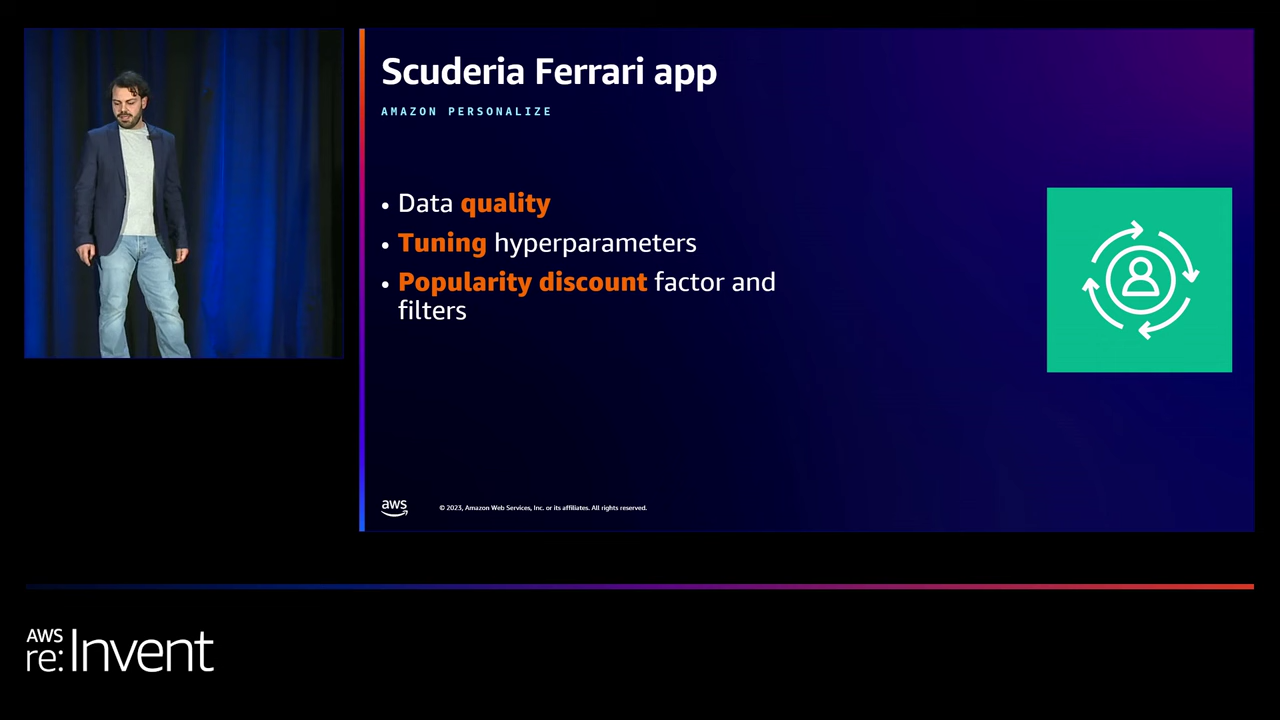 Scuderia Ferrari app
AMAZON PERSONALIZE
• Data quality
• Tuning hyperparameters
• Popularity discount factor and
filters
aws
© 2023, Amazon Web Services, Inc. or its affiliates. All rights reserved.
AWS
re:Invent